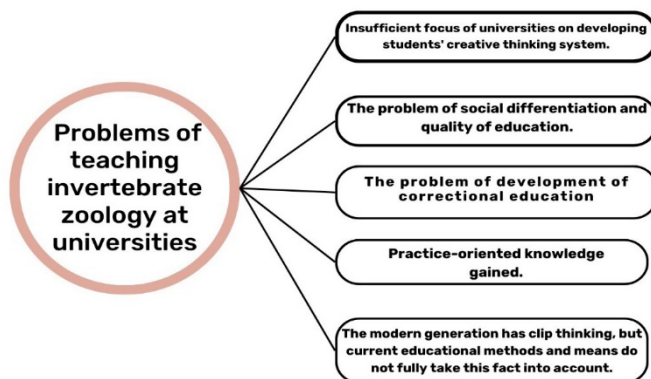 Problems of
teaching
invertebrate
zoology at
universities
Insufficient focus of universities on developing
students' creative thinking system.
The problem of social differentiation and
quality of education.
The problem of development of
correctional education
Practice-oriented knowledge
gained.
The modern generation has clip thinking, but
current educational methods and means do
not fully take this fact into account.